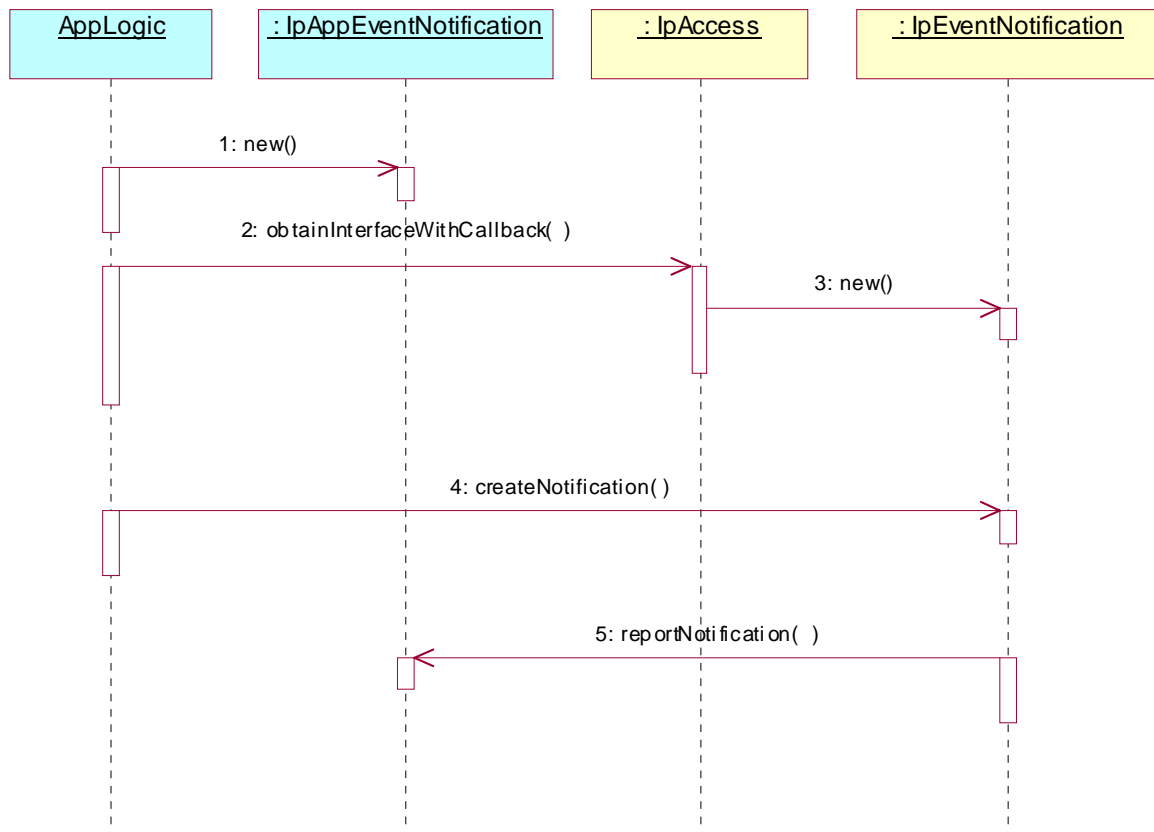 AppLogic
: IpAppEventNotification
: IpAccess
: IpEventNotification
1: new()
2: obtainInterfaceWithCallback( )
3: new()
4: createNotification( )
5: reportNotification( )